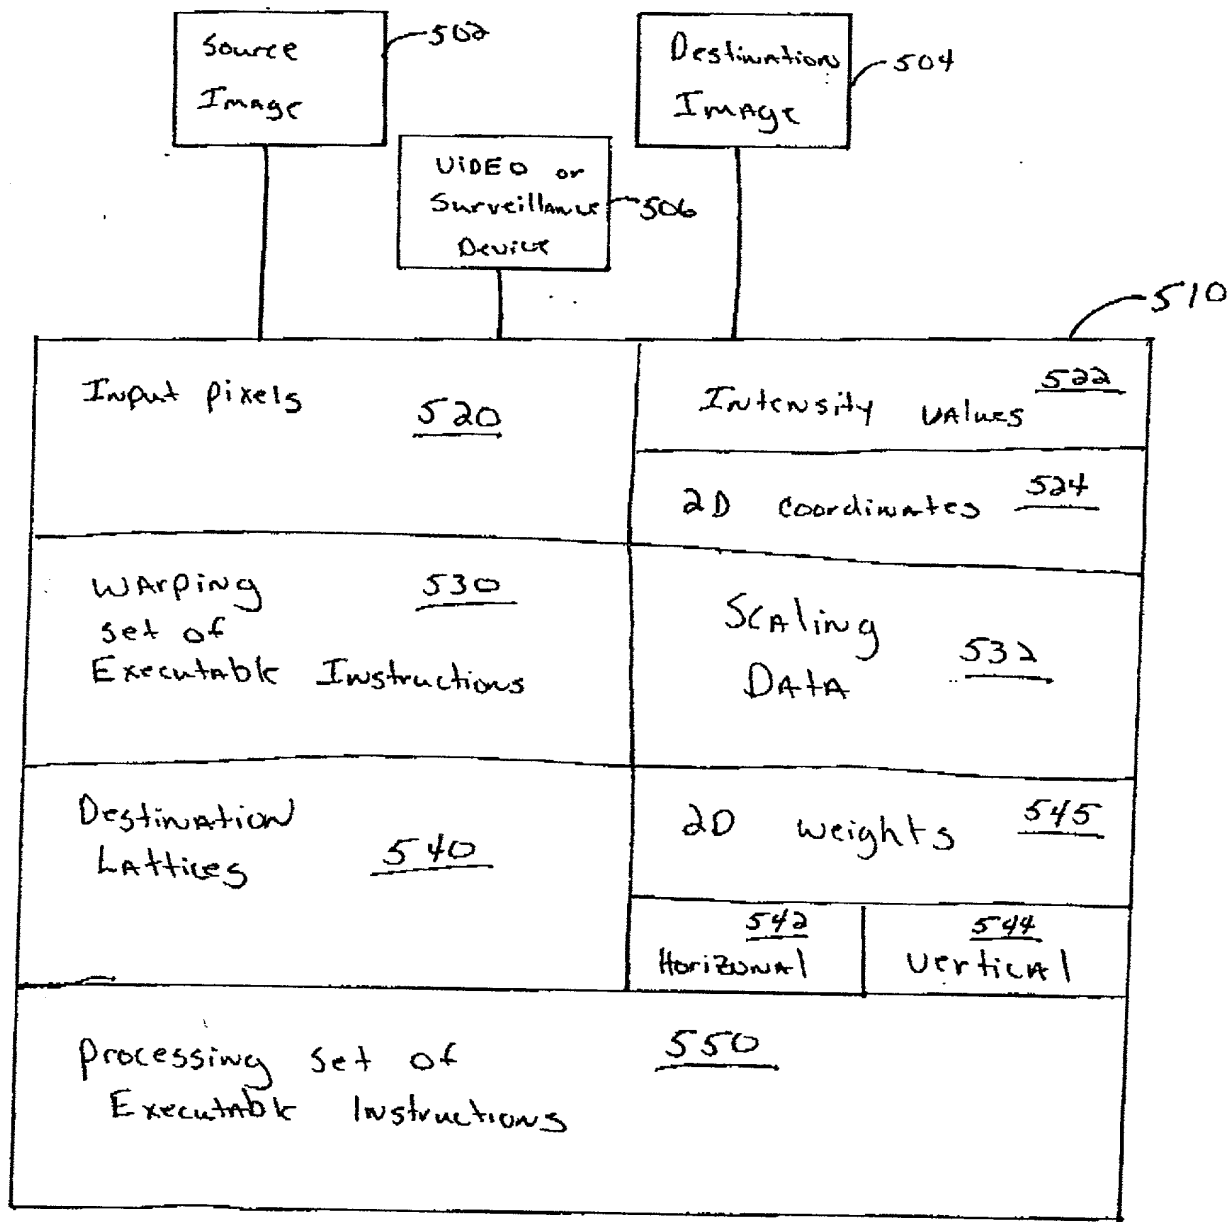 Source
Image
502
Destination
Image
504
VIDEO or
Surveillance
Device
506
510
Input pixels
520
Intensity values
522
2D coordinates
524
Warping
set of
Executable Instructions
530
Scaling
Data
532
Destination
Lattices
540
2D weights
545
542
Horizonal
544
vertical
processing set of
Executable Instructions
550